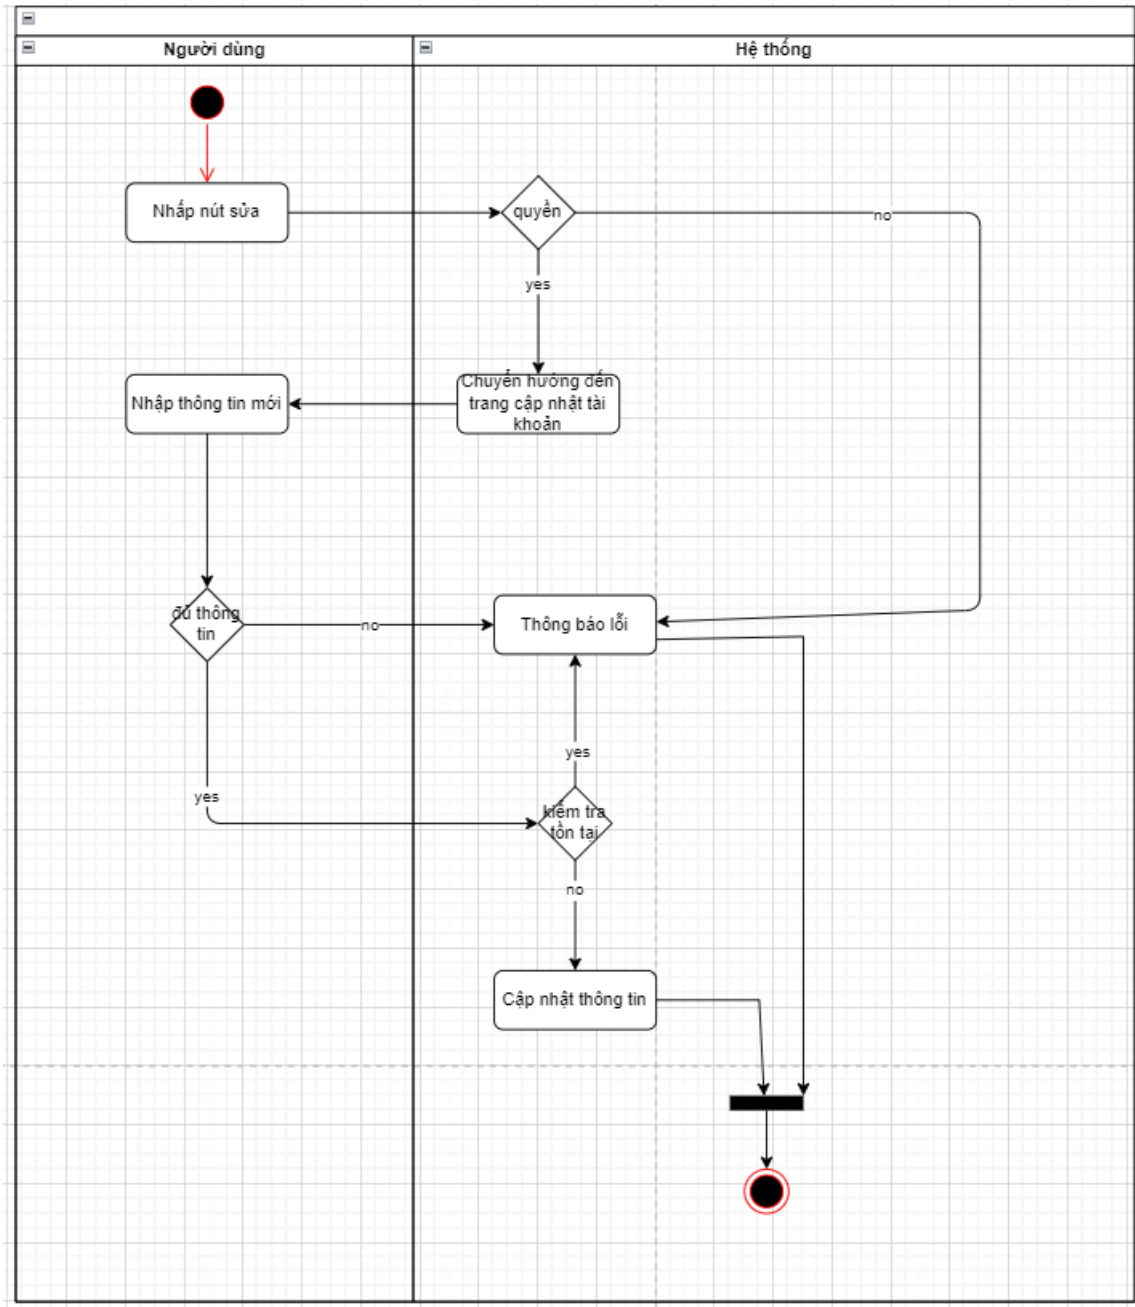 Người dùng
Hệ thống
Nhấp nút sửa
quyền
no
yes
Nhập thông tin mới
Chuyển hướng đến
trang cập nhật tài
khoản
đủ thông
tin
no
Thông báo lỗi
yes
yes
kiểm tra
tồn tại
no
Cập nhật thông tin